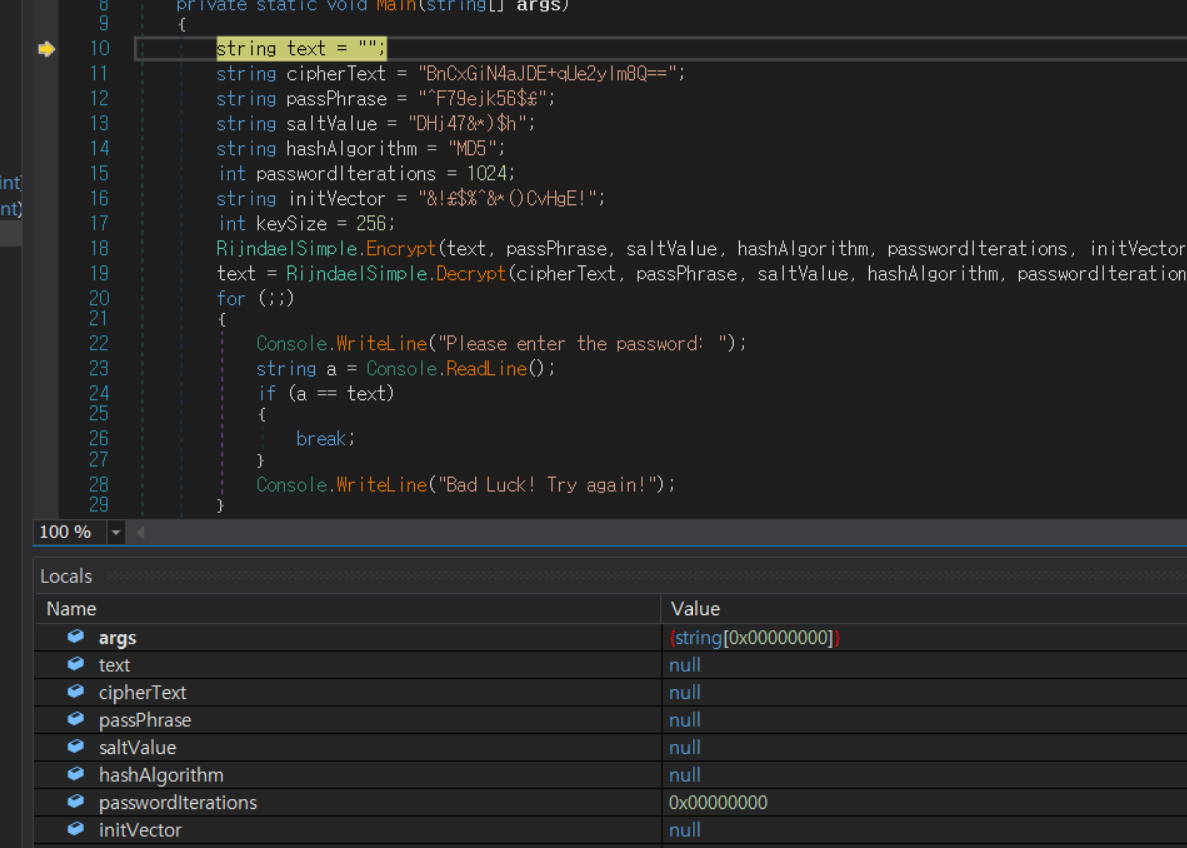 8 private static void Main(string[] args)
9 {
10 string text = "";
11 string cipherText = "BnCxGiN4aJDE+qUe2yIm8Q==";
12 string passPhrase = "^F79ejk56$£";
13 string saltValue = "DHj47&*)$h";
14 string hashAlgorithm = "MD5";
15 int passwordIterations = 1024;
16 string initVector = "&!£$%^&*()CvHgE!";
17 int keySize = 256;
18 RijndaelSimple.Encrypt(text, passPhrase, saltValue, hashAlgorithm, passwordIterations, initVector
19 text = RijndaelSimple.Decrypt(cipherText, passPhrase, saltValue, hashAlgorithm, passwordIteration
20 for (;;)
21 {
22 Console.WriteLine("Please enter the password: ");
23 string a = Console.ReadLine();
24 if (a == text)
25 {
26 break;
27 }
28 Console.WriteLine("Bad Luck! Try again!");
29 }
int)
nt)
100 %
Locals
Name Value
args {string[0x00000000]}
text null
cipherText null
passPhrase null
saltValue null
hashAlgorithm null
passwordIterations 0x00000000
initVector null